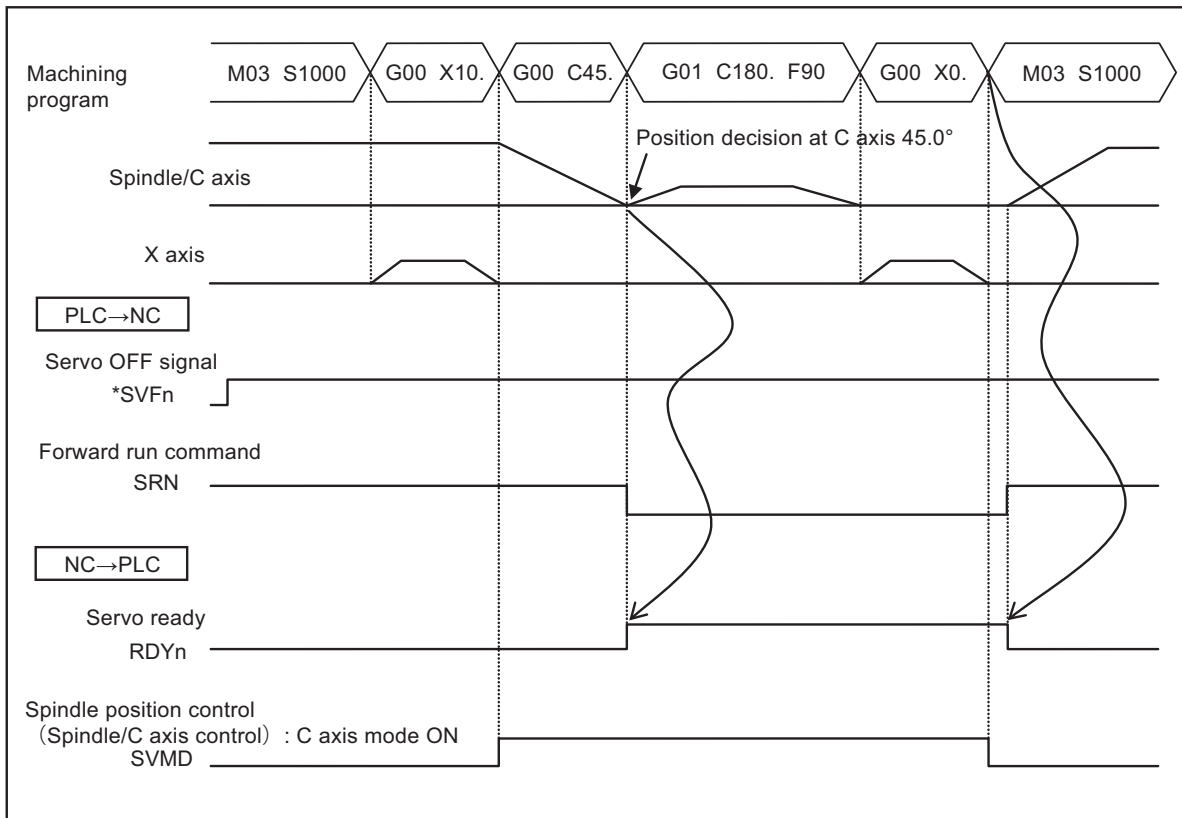 Machining
program
M03 S1000 G00 X10. G00 C45. G01 C180. F90 G00 X0. M03 S1000
Position decision at C axis 45.0°
Spindle/C axis
X axis
PLC→NC
Servo OFF signal
*SVFn
Forward run command
SRN
NC→PLC
Servo ready
RDYn
Spindle position control
（Spindle/C axis control）: C axis mode ON
SVMD